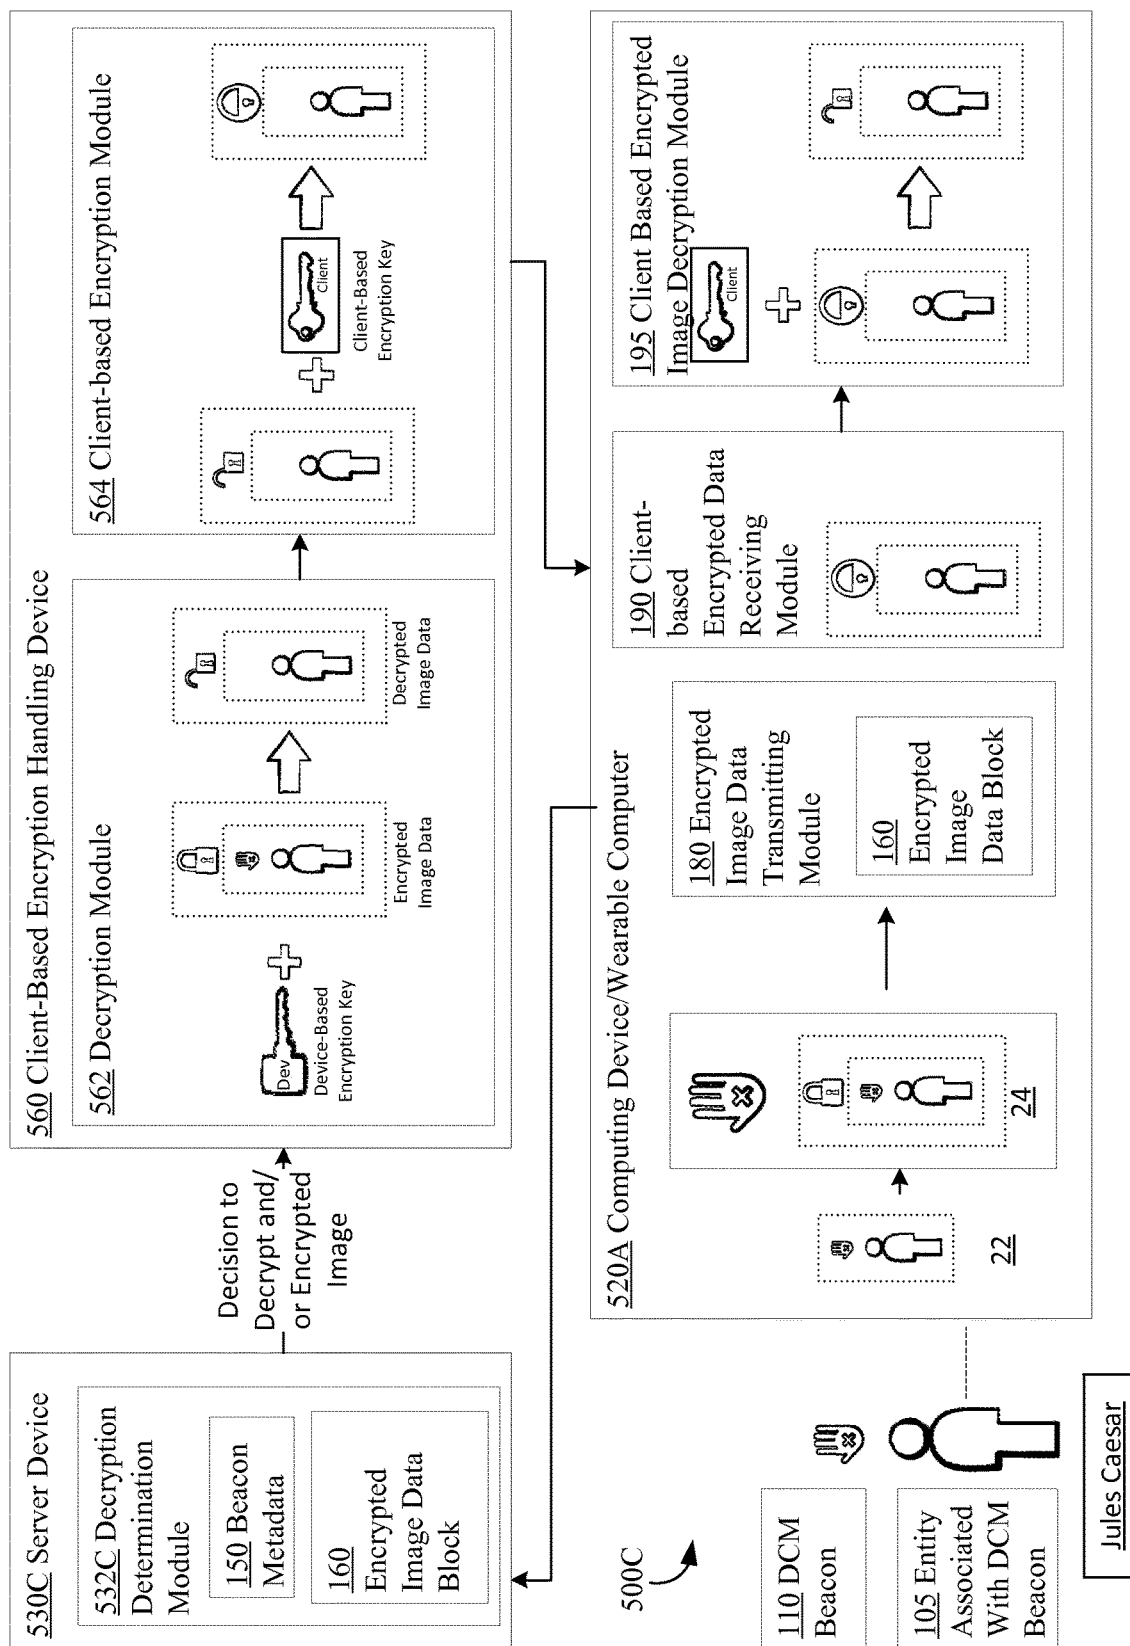 530C Server Device
532C Decryption
Determination
Module
150 Beacon
Metadata
160
Encrypted
Image Data
Block
Decision to
Decrypt and/
or Encrypted
Image
560 Client-Based Encryption Handling Device
562 Decryption Module
Dev
Device-Based
Encryption Key
Encrypted
Image Data
Decrypted
Image Data
564 Client-based Encryption Module
Client
Client-Based
Encryption Key
500C
110 DCM
Beacon
105 Entity
Associated
With DCM
Beacon
Jules Caesar
520A Computing Device/Wearable Computer
22
24
180 Encrypted
Image Data
Transmitting
Module
160
Encrypted
Image
Data Block
190 Client-
based
Encrypted Data
Receiving
Module
195 Client Based Encrypted
Image Decryption Module
Client